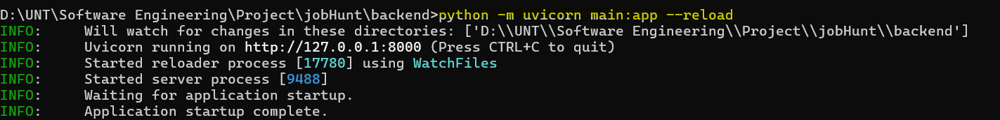 D:\UNT\Software Engineering\Project\jobHunt\backend>python -m uvicorn main:app --reload
INFO:     Will watch for changes in these directories: ['D:\\UNT\\Software Engineering\\Project\\jobHunt\\backend']
INFO:     Uvicorn running on http://127.0.0.1:8000 (Press CTRL+C to quit)
INFO:     Started reloader process [17780] using WatchFiles
INFO:     Started server process [9488]
INFO:     Waiting for application startup.
INFO:     Application startup complete.